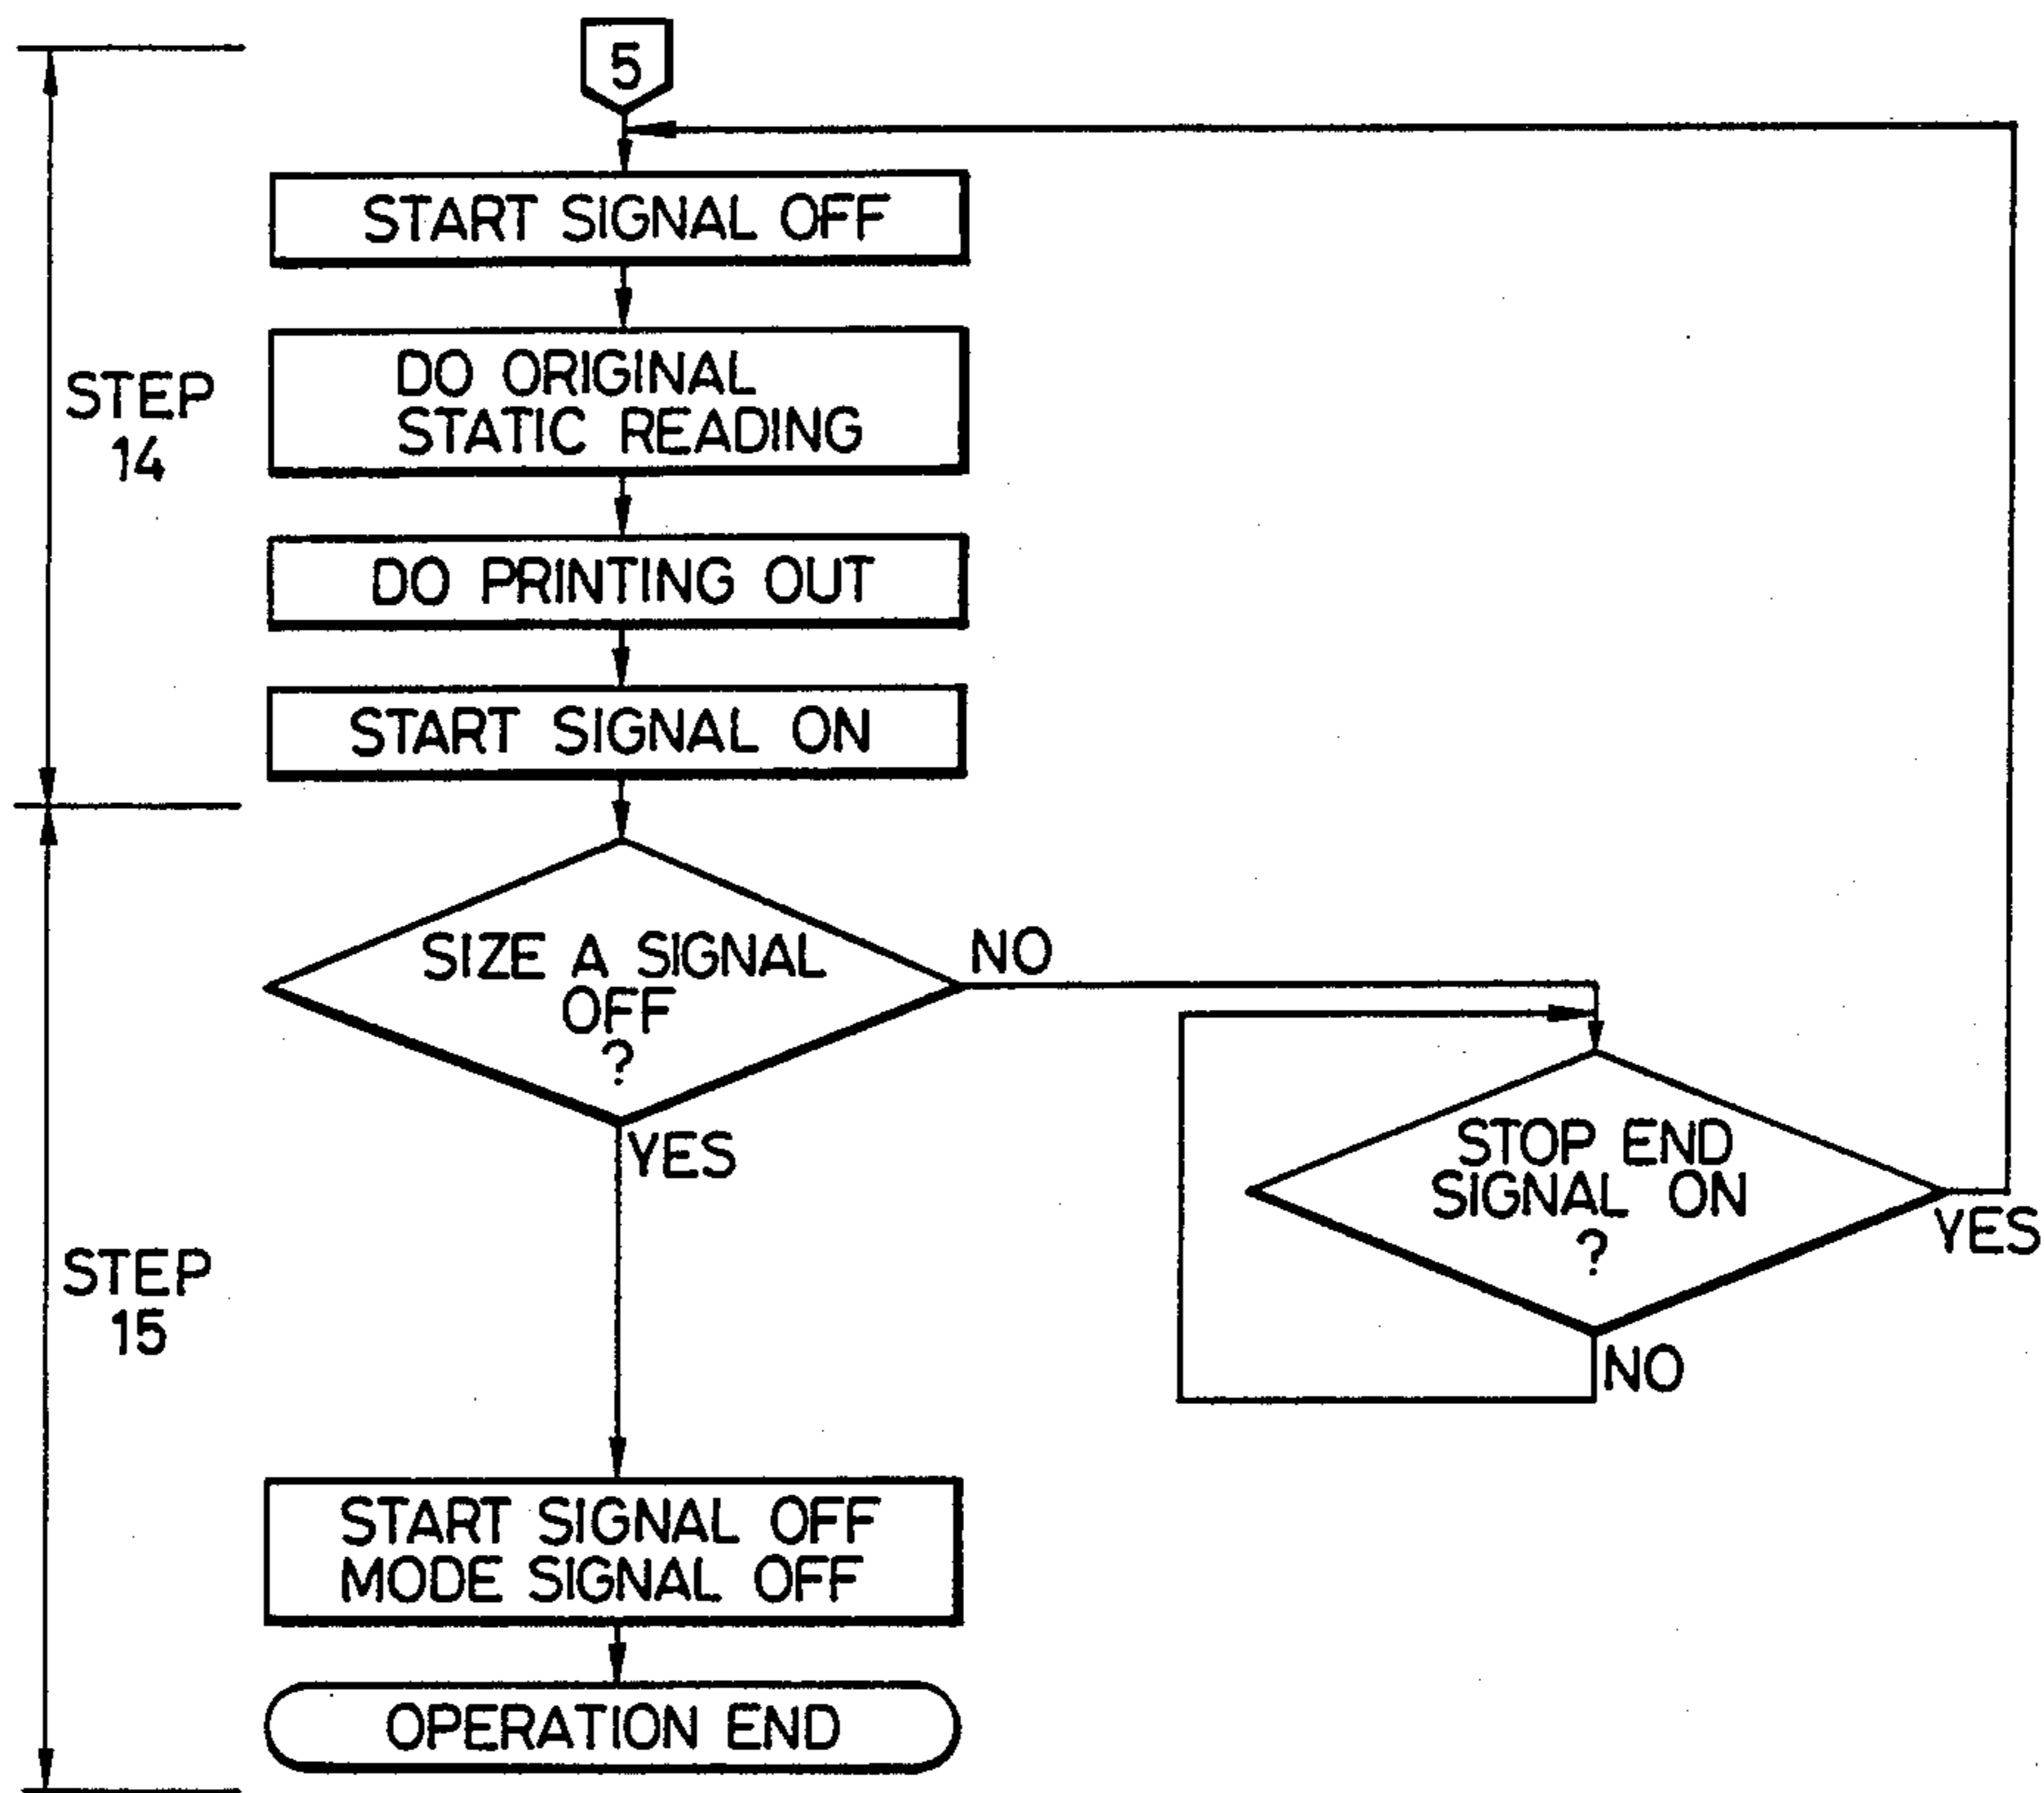 5
START SIGNAL OFF
DO ORIGINAL
STATIC READING
STEP
14
DO PRINTING OUT
START SIGNAL ON
SIZE A SIGNAL
OFF
?
NO
YES
STOP END
SIGNAL ON
?
YES
NO
STEP
15
START SIGNAL OFF
MODE SIGNAL OFF
OPERATION END